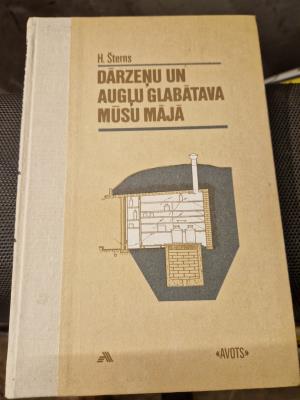 H. Šterns
DĀRZEŅU UN
AUGĻU GLABĀTAVA
MŪSU MĀJĀ
«AVOTS»